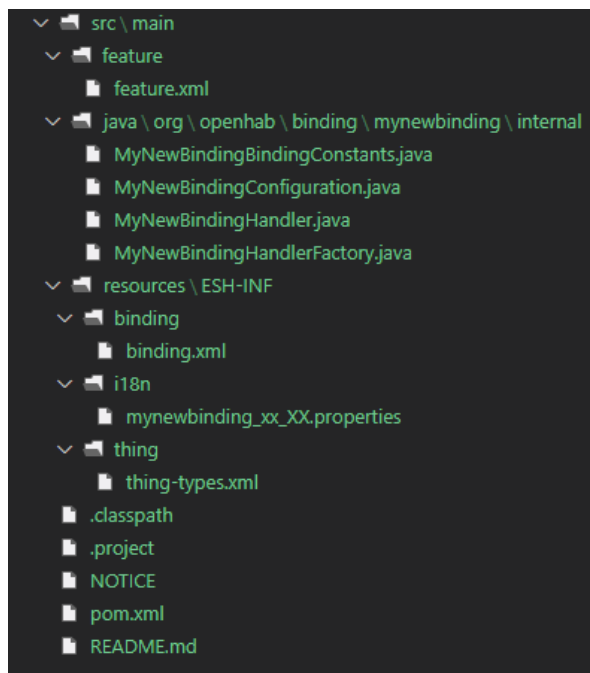 src \ main
feature
feature.xml
java \ org \ openhab \ binding \ mynewbinding \ internal
MyNewBindingBindingConstants.java
MyNewBindingConfiguration.java
MyNewBindingHandler.java
MyNewBindingHandlerFactory.java
resources \ ESH-INF
binding
binding.xml
i18n
mynewbinding_xx_XX.properties
thing
thing-types.xml
.classpath
.project
NOTICE
pom.xml
README.md